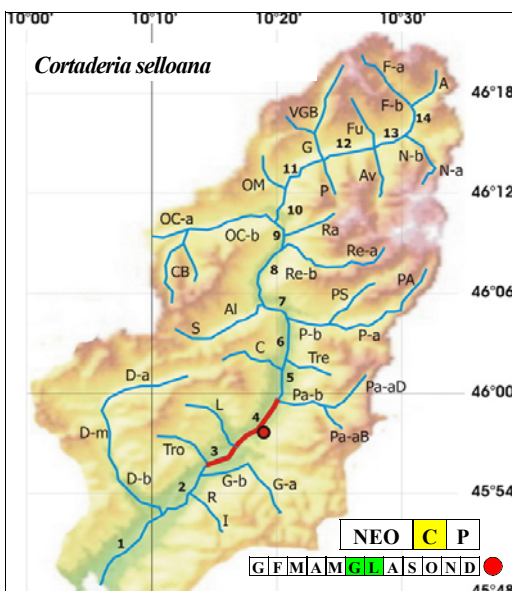 10°00' 10°10' 10°20' 10°30'
Cortaderia selloana
F-a
A
46°18'
F-b
VGB
14
Fu
13
12
G
N-b
11
N-a
Av
OM
P
46°12'
10
OC-a
Ra
OC-b
9
Re-a
8
CB
Re-b
PA
PS
46°06'
7
Al
S
P-b
P-a
6
C
Tre
D-a
5
46°00'
Pa-b
Pa-aD
L
4
D-m
Pa-aB
Tro
3
D-b
G-b
G-a
2
R
45°54'
I
1
NEO C P
G F M A M G L A S O N D
45°48'